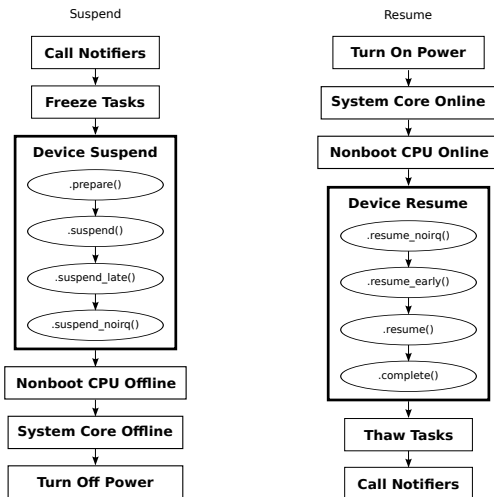 Suspend
Call Notifiers
Freeze Tasks
Device Suspend
.prepare()
.suspend()
.suspend_late()
.suspend_noirq()
Nonboot CPU Offline
System Core Offline
Turn Off Power
Resume
Turn On Power
System Core Online
Nonboot CPU Online
Device Resume
.resume_noirq()
.resume_early()
.resume()
.complete()
Thaw Tasks
Call Notifiers